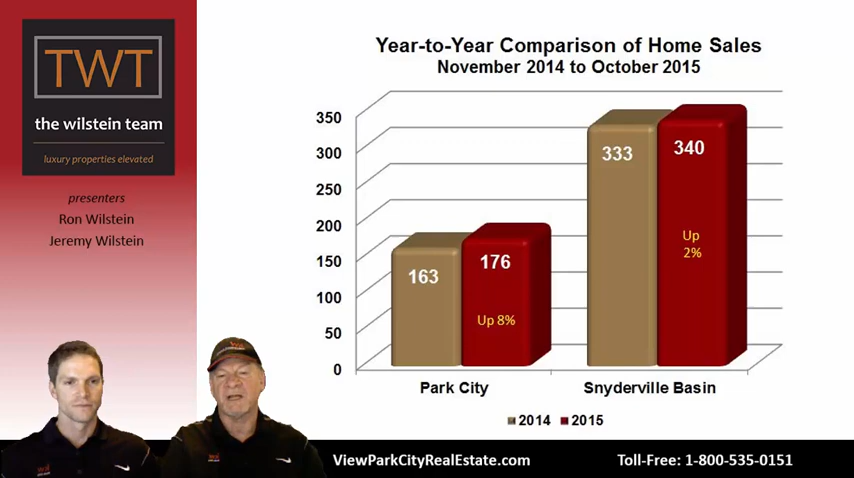 TWT
the wilstein team
luxury properties elevated
presenters
Ron Wilstein
Jeremy Wilstein
Year-to-Year Comparison of Home Sales
November 2014 to October 2015
350
300
250
200
150
100
50
0
163
176
Up 8%
333
340
Up
2%
Park City
Snyderville Basin
2014
2015
ViewParkCityRealEstate.com
Toll-Free: 1-800-535-0151